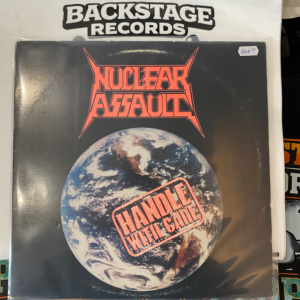 BACKSTAGE
RECORDS
NUCLEAR
ASSAULT
HANDLE
WITH CARE